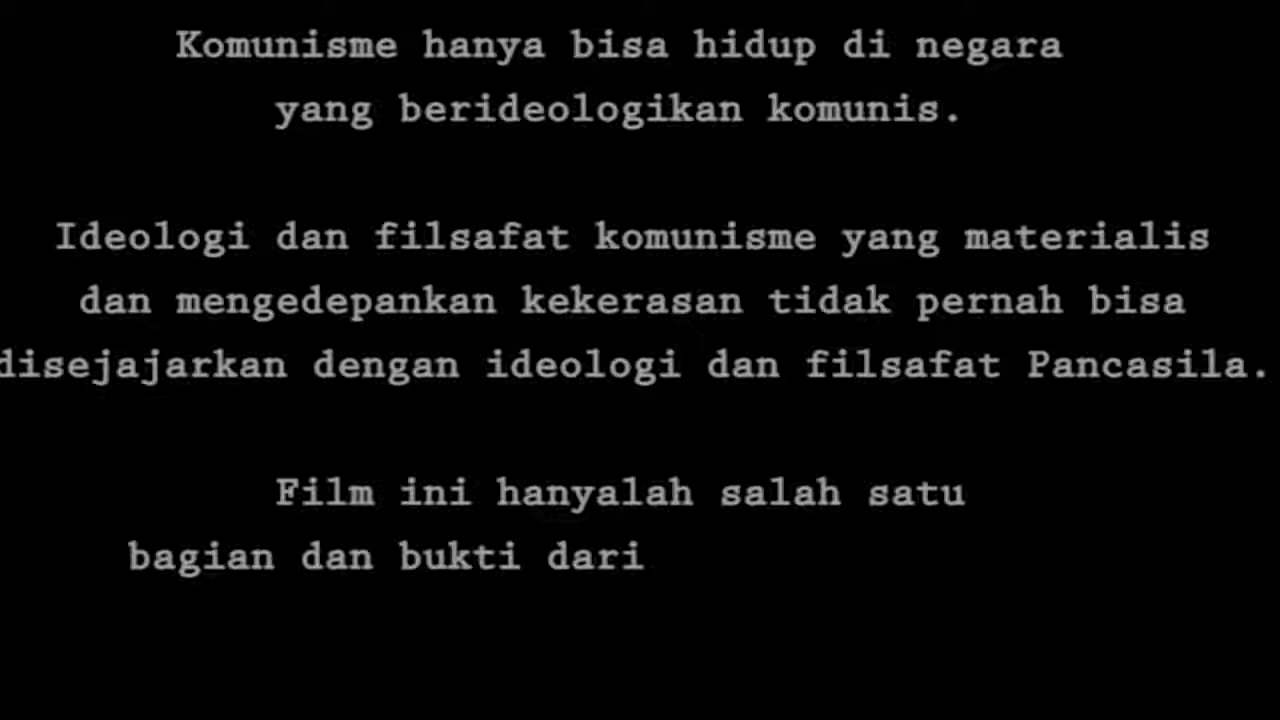 Komunisme hanya bisa hidup di negara
yang berideologikan komunis.
Ideologi dan filsafat komunisme yang materialis
dan mengedepankan kekerasan tidak pernah bisa
disejajarkan dengan ideologi dan filsafat Pancasila.
Film ini hanyalah salah satu
bagian dan bukti dari